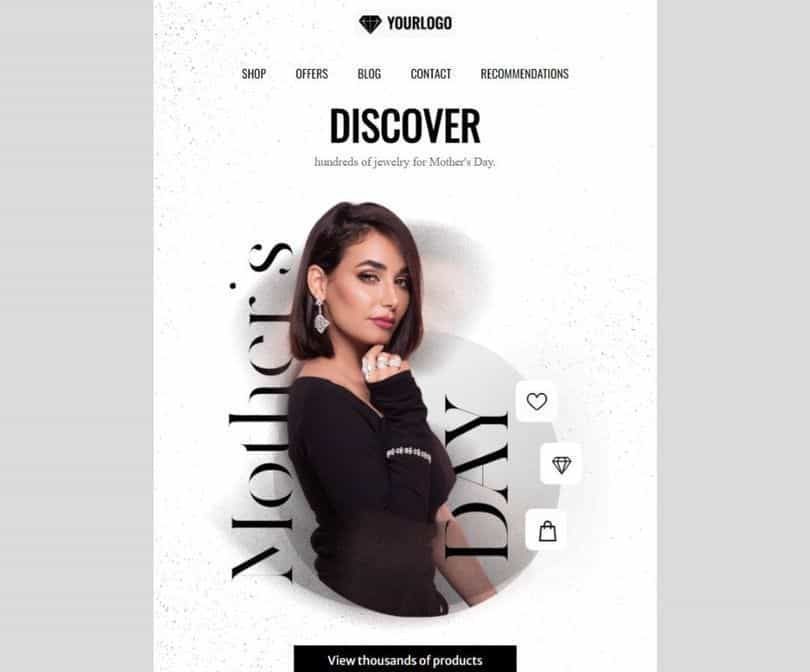 YOURLOGO
SHOP OFFERS BLOG CONTACT RECOMMENDATIONS
DISCOVER
hundreds of jewelry for Mother's Day.
Mother's
DAY
View thousands of products